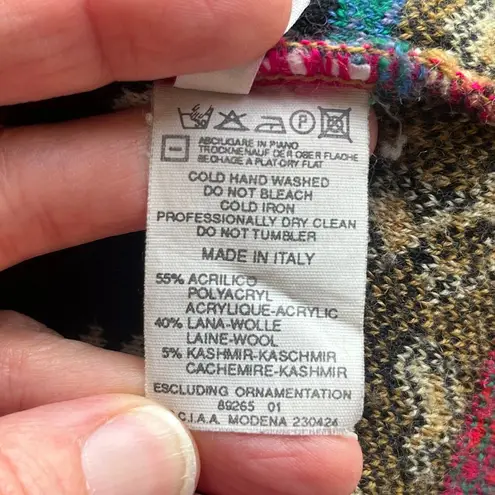 P
ASCIUGARE IN PIANO
TROCKNEN AUF DER OBER FLACHE
SECHAGE A PLAT-DRY FLAT
COLD HAND WASHED
DO NOT BLEACH
COLD IRON
PROFESSIONALLY DRY CLEAN
DO NOT TUMBLER
MADE IN ITALY
55% ACRILICO
POLYACRYL
ACRYLIQUE-ACRYLIC
40% LANA-WOLLE
LAINE-WOOL
5% KASHMIR-KASCHMIR
CACHEMIRE-KASHMIR
ESCLUDING ORNAMENTATION
89265 01
C.I.A.A. MODENA 230424